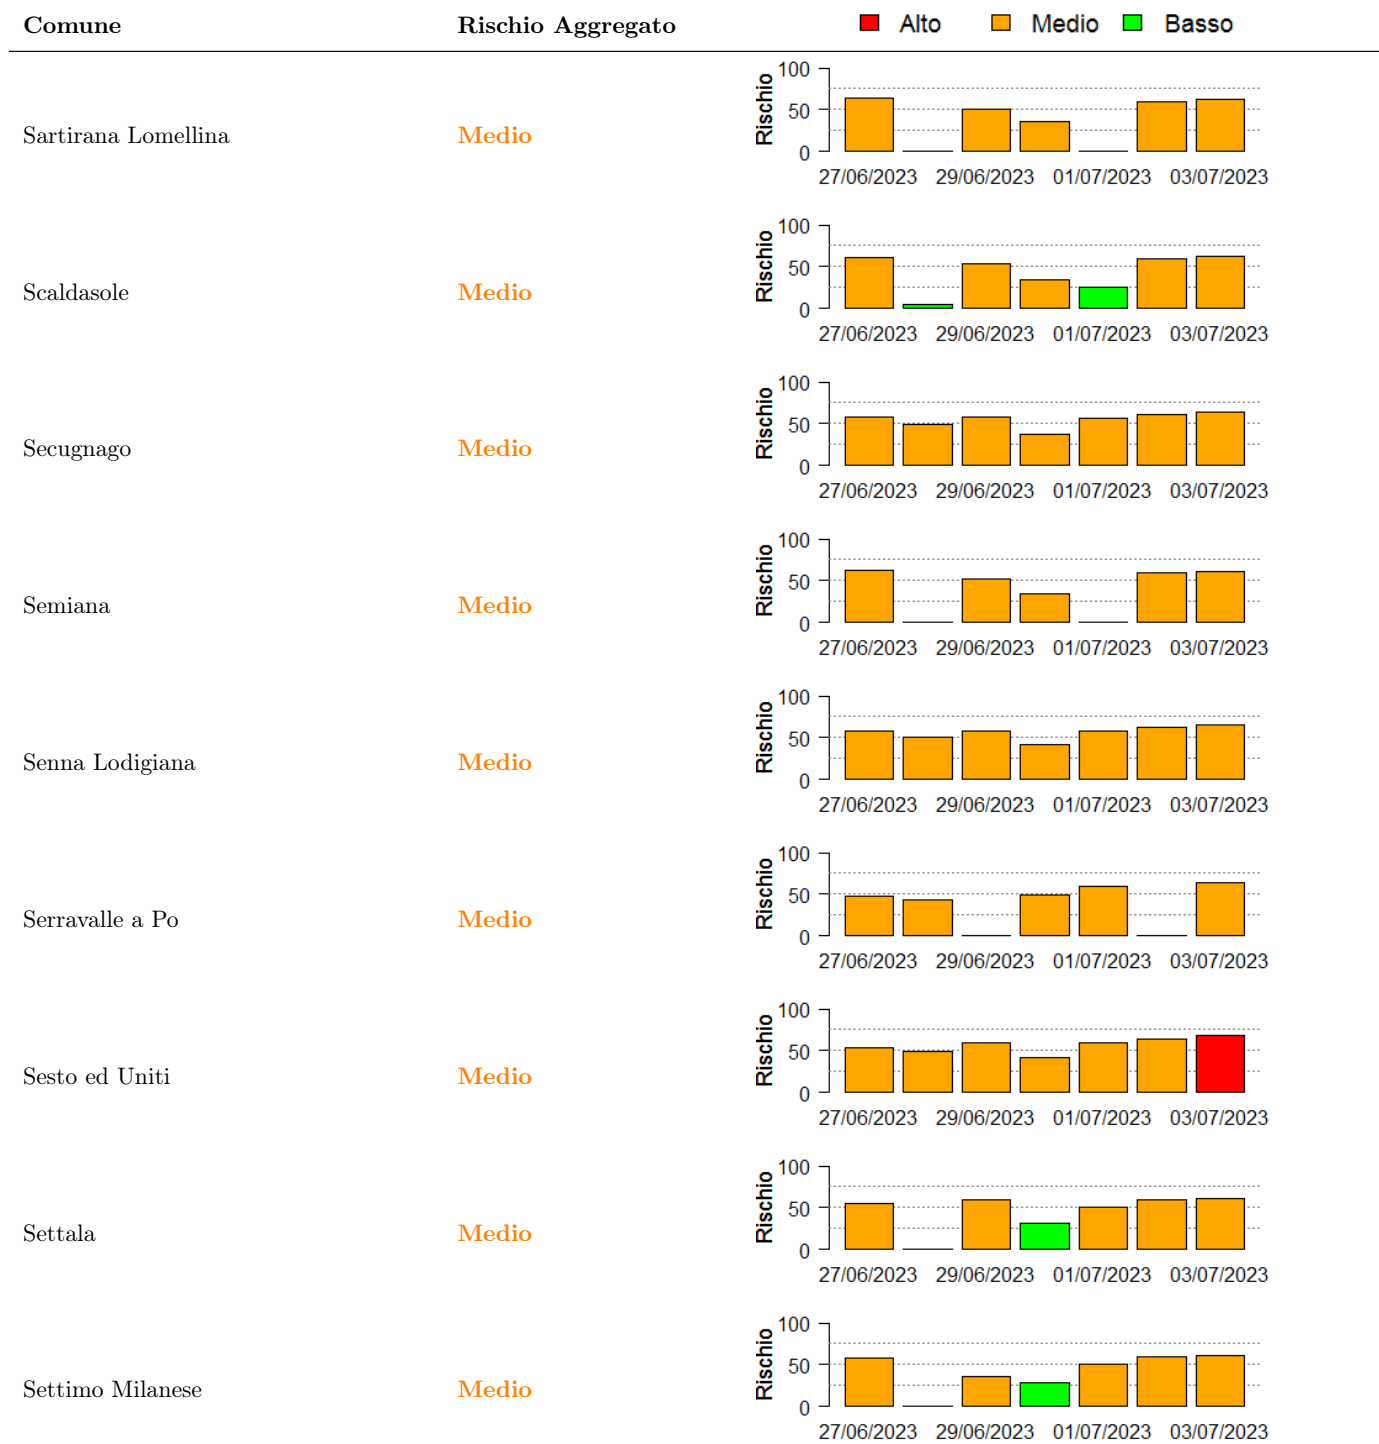 Comune Rischio Aggregato Alto Medio Basso
Sartirana Lomellina Medio
Rischio
100
50
0
27/06/2023 29/06/2023 01/07/2023 03/07/2023
Scaldasole Medio
Rischio
100
50
0
27/06/2023 29/06/2023 01/07/2023 03/07/2023
Secugnago Medio
Rischio
100
50
0
27/06/2023 29/06/2023 01/07/2023 03/07/2023
Semiana Medio
Rischio
100
50
0
27/06/2023 29/06/2023 01/07/2023 03/07/2023
Senna Lodigiana Medio
Rischio
100
50
0
27/06/2023 29/06/2023 01/07/2023 03/07/2023
Serravalle a Po Medio
Rischio
100
50
0
27/06/2023 29/06/2023 01/07/2023 03/07/2023
Sesto ed Uniti Medio
Rischio
100
50
0
27/06/2023 29/06/2023 01/07/2023 03/07/2023
Settala Medio
Rischio
100
50
0
27/06/2023 29/06/2023 01/07/2023 03/07/2023
Settimo Milanese Medio
Rischio
100
50
0
27/06/2023 29/06/2023 01/07/2023 03/07/2023